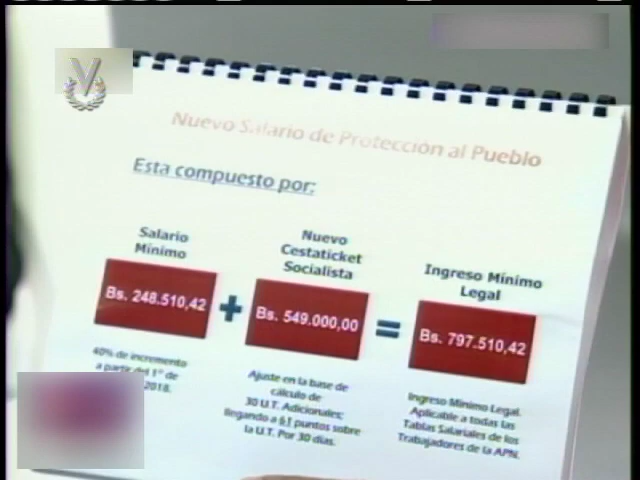 V
Nuevo Salario de Protección al Pueblo
Esta compuesto por:
Salario
Mínimo
Bs. 248.510,42
+
Nuevo
Cestaticket
Socialista
Bs. 549.000,00
=
Ingreso Mínimo
Legal
Bs. 797.510,42
40% de incremento
a partir del 1° de
2018.
Ajuste en la base de
cálculo de
30 U.T. Adicionales;
llegando a 61 puntos sobre
la U.T. Por 30 días.
Ingreso Mínimo Legal.
Aplicable a todas las
Tablas Salariales de los
Trabajadores de la APN.